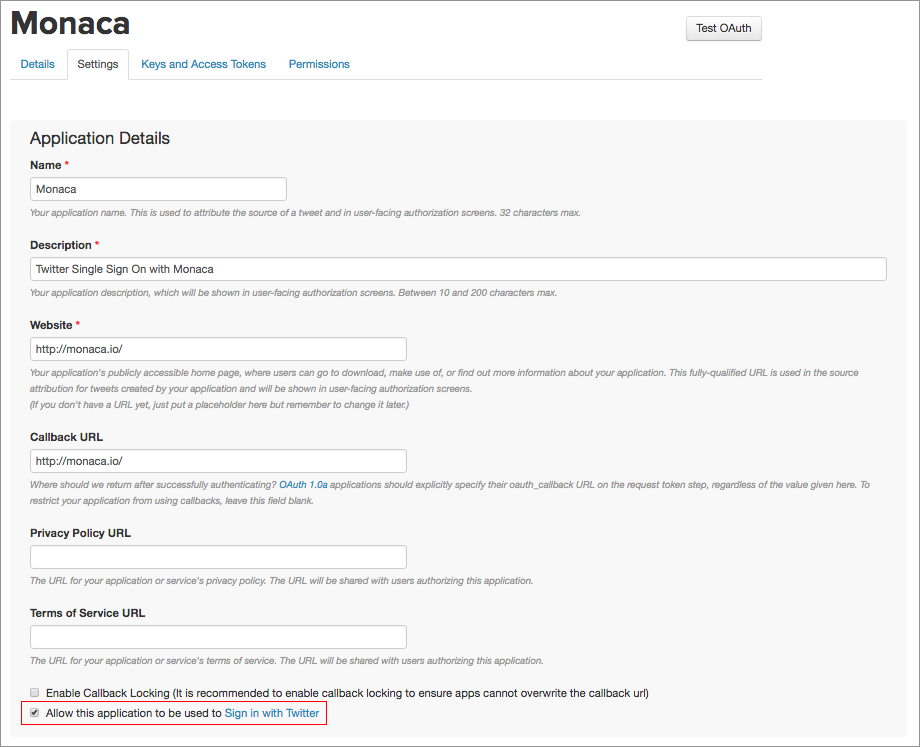 Monaca
Test OAuth
Details Settings Keys and Access Tokens Permissions
Application Details
Name *
Monaca
Your application name. This is used to attribute the source of a tweet and in user-facing authorization screens. 32 characters max.
Description *
Twitter Single Sign On with Monaca
Your application description, which will be shown in user-facing authorization screens. Between 10 and 200 characters max.
Website *
http://monaca.io/
Your application's publicly accessible home page, where users can go to download, make use of, or find out more information about your application. This fully-qualified URL is used in the source
attribution for tweets created by your application and will be shown in user-facing authorization screens.
(If you don't have a URL yet, just put a placeholder here but remember to change it later.)
Callback URL
http://monaca.io/
Where should we return after successfully authenticating? OAuth 1.0a applications should explicitly specify their oauth_callback URL on the request token step, regardless of the value given here. To
restrict your application from using callbacks, leave this field blank.
Privacy Policy URL
The URL for your application or service's privacy policy. The URL will be shared with users authorizing this application.
Terms of Service URL
The URL for your application or service's terms of service. The URL will be shared with users authorizing this application.
Enable Callback Locking (It is recommended to enable callback locking to ensure apps cannot overwrite the callback url)
Allow this application to be used to Sign in with Twitter